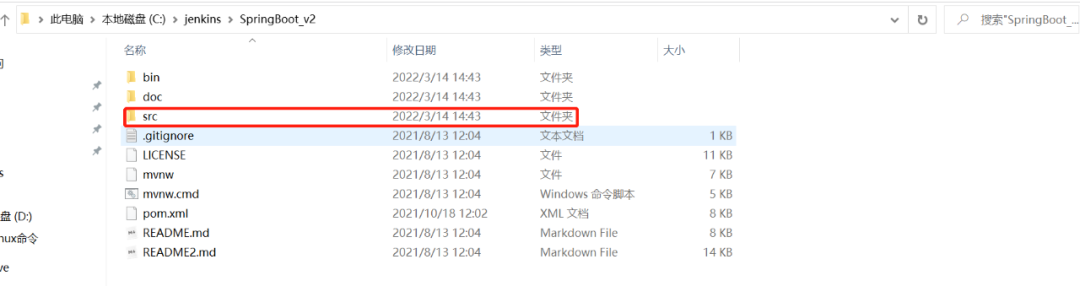 此电脑 > 本地磁盘 (C:) > jenkins > SpringBoot_v2 搜索"SpringBoot_...
名称 修改日期 类型 大小
bin 2022/3/14 14:43 文件夹
doc 2022/3/14 14:43 文件夹
src 2022/3/14 14:43 文件夹
.gitignore 2021/8/13 12:04 文本文档 1 KB
LICENSE 2021/8/13 12:04 文件 11 KB
mvnw 2021/8/13 12:04 文件 7 KB
mvnw.cmd 2021/8/13 12:04 Windows 命令脚本 5 KB
盘 (D:) pom.xml 2021/10/18 12:02 XML 文档 8 KB
nux命令 README.md 2021/8/13 12:04 Markdown File 8 KB
ve README2.md 2021/8/13 12:04 Markdown File 14 KB